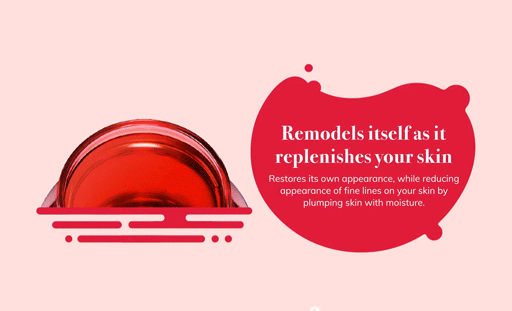 Remodels itself as it
replenishes your skin
Restores its own appearance, while reducing
appearance of fine lines on your skin by
plumping skin with moisture.